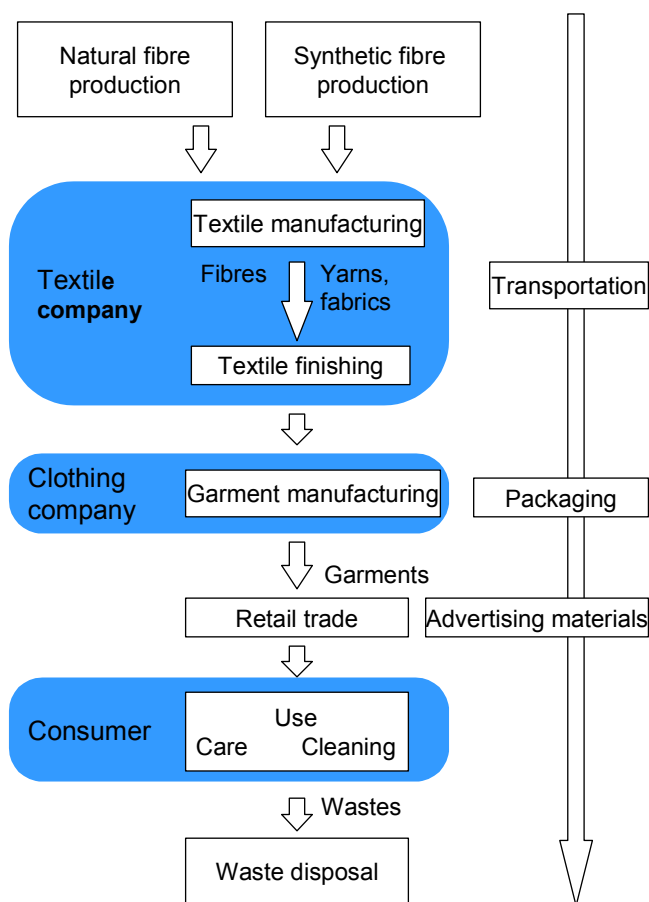 Natural fibre
production
Synthetic fibre
production
Textile manufacturing
Textile
company
Fibres
Yarns,
fabrics
Transportation
Textile finishing
Clothing
company
Garment manufacturing
Packaging
Garments
Retail trade
Advertising materials
Consumer
Use
Care Cleaning
Wastes
Waste disposal